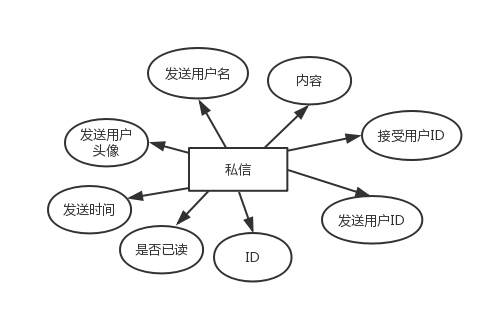 发送用户名
内容
发送用户
头像
接受用户ID
私信
发送时间
发送用户ID
是否已读
ID